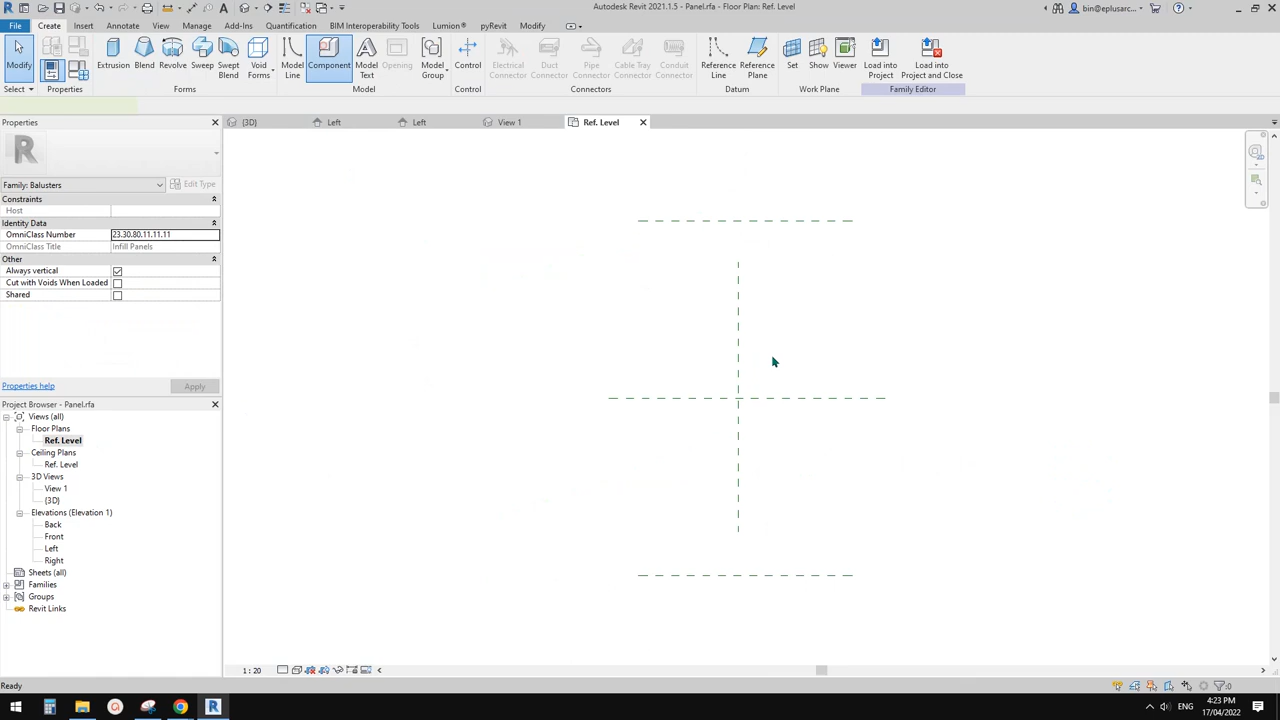 Autodesk Revit 2021.1.5 - Panel.rfa - Floor Plan: Ref. Level
bin@eplusarc...
File Create Insert Annotate View Manage Add-Ins Quantification BIM Interoperability Tools Lumion® pyRevit Modify
Modify Extrusion Blend Revolve Sweep Swept Blend Void Forms Model Line Component Model Text Opening Model Group Control Electrical Connector Duct Connector Pipe Connector Cable Tray Connector Conduit Connector Reference Line Reference Plane Set Show Viewer Load into Project Load into Project and Close
Select Properties Forms Model Control Connectors Datum Work Plane Family Editor
Properties
{3D} Left Left View 1 Ref. Level
R
Family: Balusters Edit Type
Constraints
Host
Identity Data
OmniClass Number 23.30.80.11.11.11
OmniClass Title Infill Panels
Other
Always vertical
Cut with Voids When Loaded
Shared
Properties help Apply
Project Browser - Panel.rfa
Views (all)
Floor Plans
Ref. Level
Ceiling Plans
Ref. Level
3D Views
View 1
{3D}
Elevations (Elevation 1)
Back
Front
Left
Right
Sheets (all)
Families
Groups
Revit Links
1 : 20
Ready
:0
ENG
4:23 PM
17/04/2022